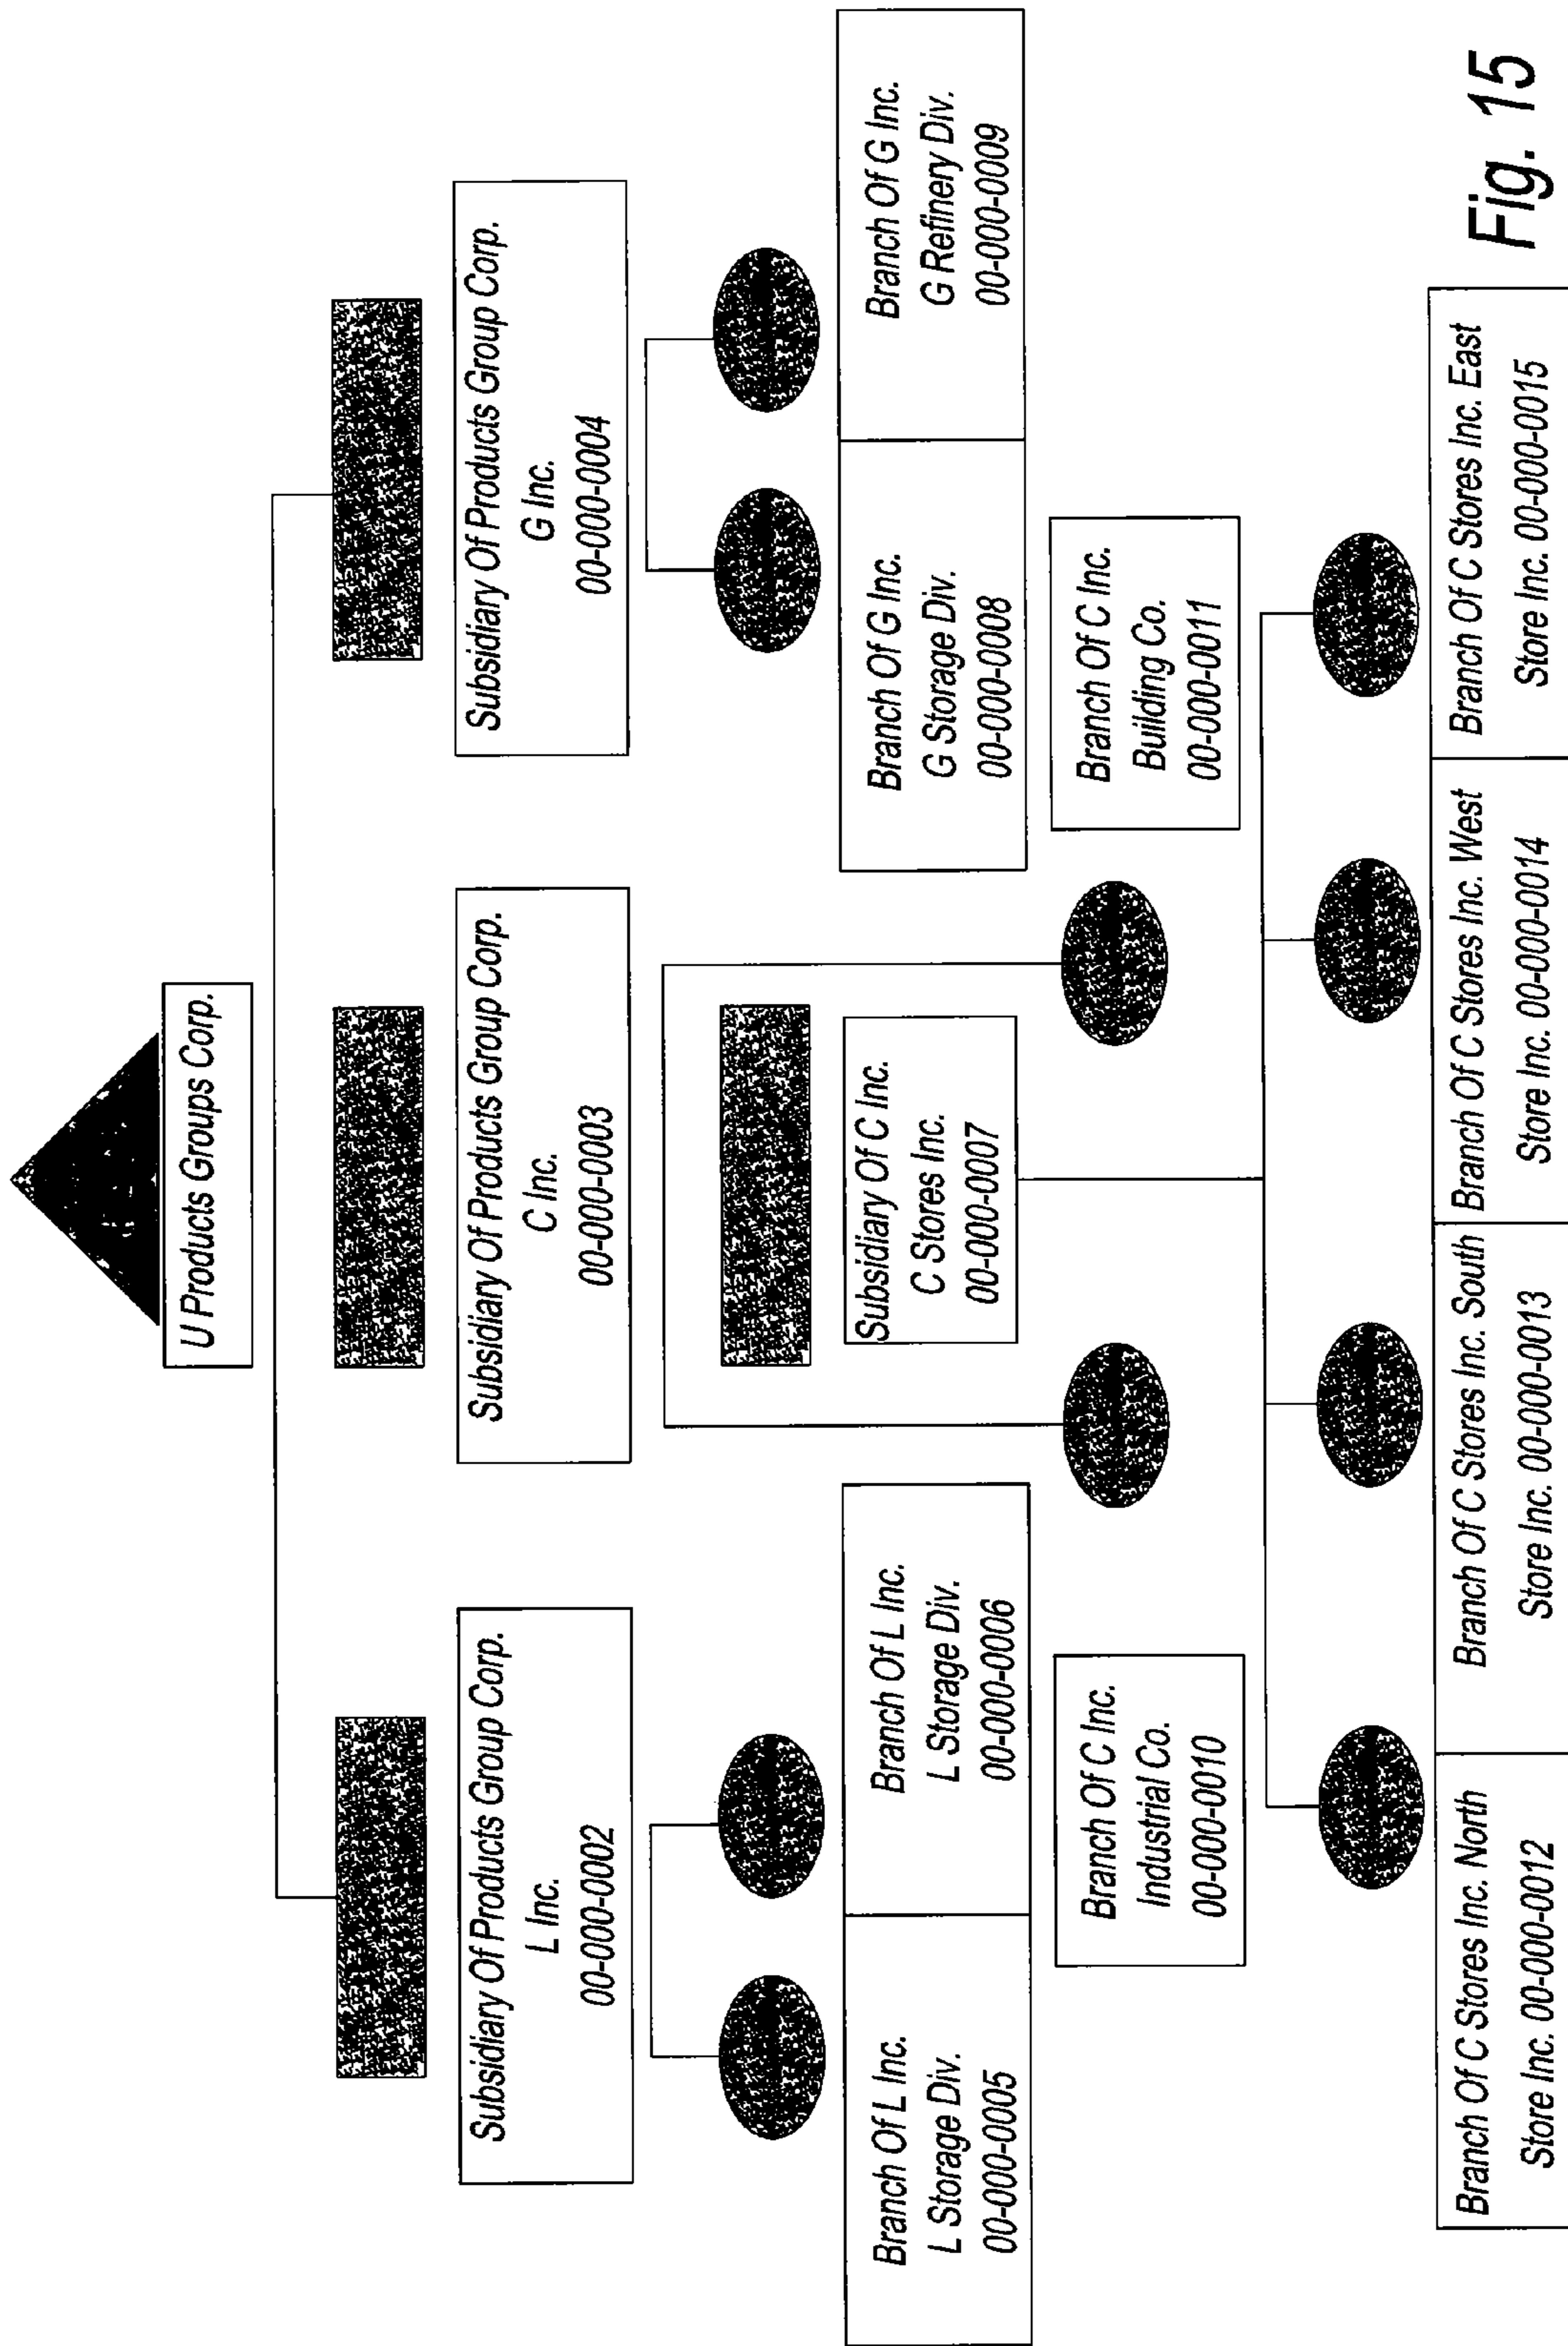 U Products Groups Corp.
Subsidiary Of Products Group Corp.
L Inc.
00-000-0002
Subsidiary Of Products Group Corp.
C Inc.
00-000-0003
Subsidiary Of Products Group Corp.
G Inc.
00-000-0004
Branch Of L Inc.
L Storage Div.
00-000-0005
Branch Of L Inc.
L Storage Div.
00-000-0006
Subsidiary Of C Inc.
C Stores Inc.
00-000-0007
Branch Of G Inc.
G Storage Div.
00-000-0008
Branch Of G Inc.
G Refinery Div.
00-000-0009
Branch Of C Inc.
Industrial Co.
00-000-0010
Branch Of C Inc.
Building Co.
00-000-0011
Branch Of C Stores Inc. North
Store Inc. 00-000-0012
Branch Of C Stores Inc. South
Store Inc. 00-000-0013
Branch Of C Stores Inc. West
Store Inc. 00-000-0014
Branch Of C Stores Inc. East
Store Inc. 00-000-0015
Fig. 15